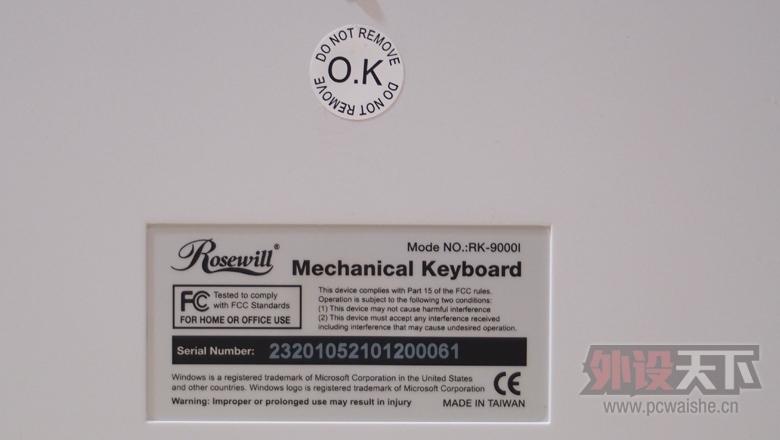 DO NOT REMOVE
O.K
DO NOT REMOVE
Rosewill®
Mode NO.:RK-9000I
Mechanical Keyboard
FC Tested to comply
with FCC Standards
FOR HOME OR OFFICE USE
This device complies with Part 15 of the FCC rules.
Operation is subject to the following two conditions:
(1) This device may not cause harmful interference
(2) This device must accept any interference received
including interference that may cause undesired operation.
Serial Number: 23201052101200061
Windows is a registered trademark of Microsoft Corporation in the United States
and other countries. Windows logo is registered trademark of Microsoft Corporation
CE
Warning: Improper or prolonged use may result in injury
MADE IN TAIWAN
外设天下
www.pcwaishe.cn